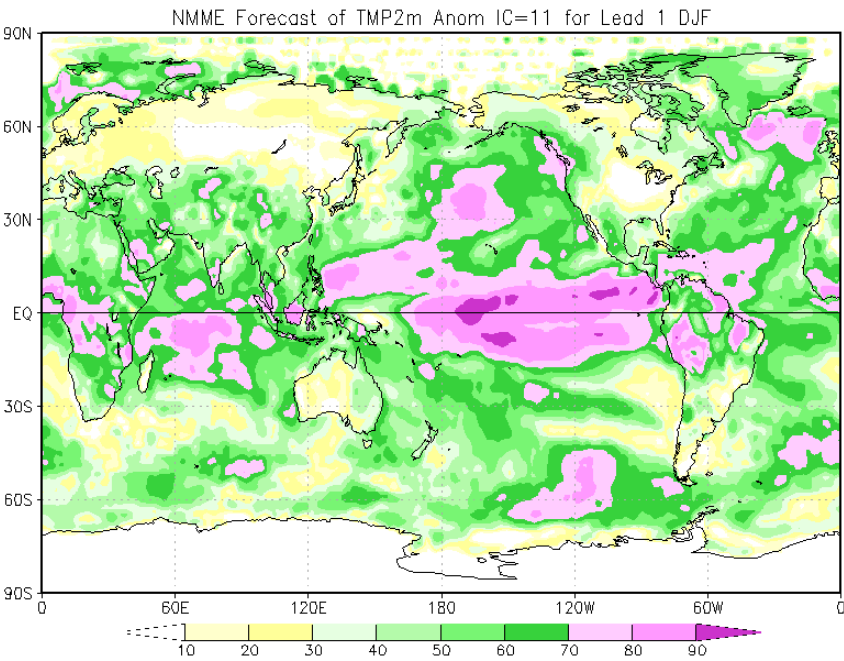 NMME Forecast of TMP2m Anom IC=11 for Lead 1 DJF
90N
60N
30N
EQ
30S
60S
90S
0 60E 120E 180 120W 60W 0
10 20 30 40 50 60 70 80 90